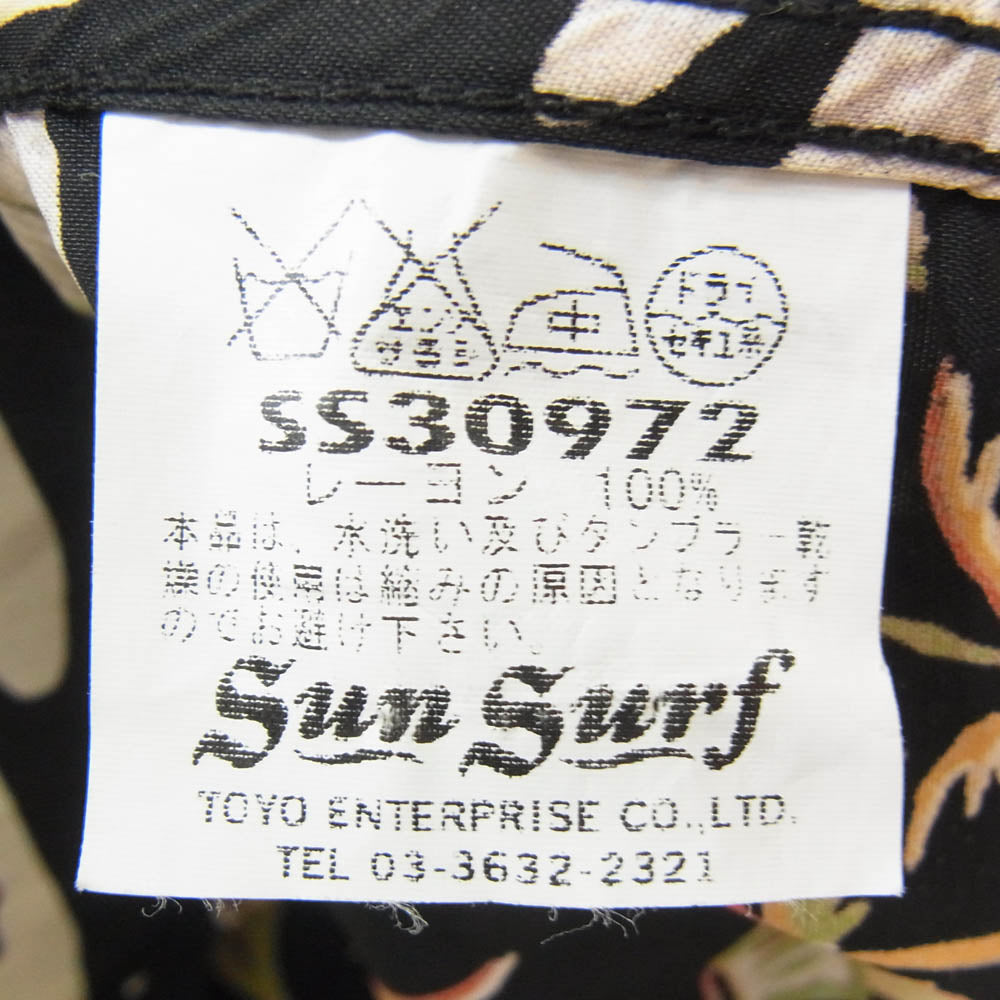 エンソ
サラシ
中
ドライ
セキユ系
SS30972
レーヨン 100%
本品は、水洗い及びタンブラー乾
燥の使用は縮みの原因となります
のでお避け下さい。
Sun Surf
TOYO ENTERPRISE CO.,LTD.
TEL 03-3632-2321